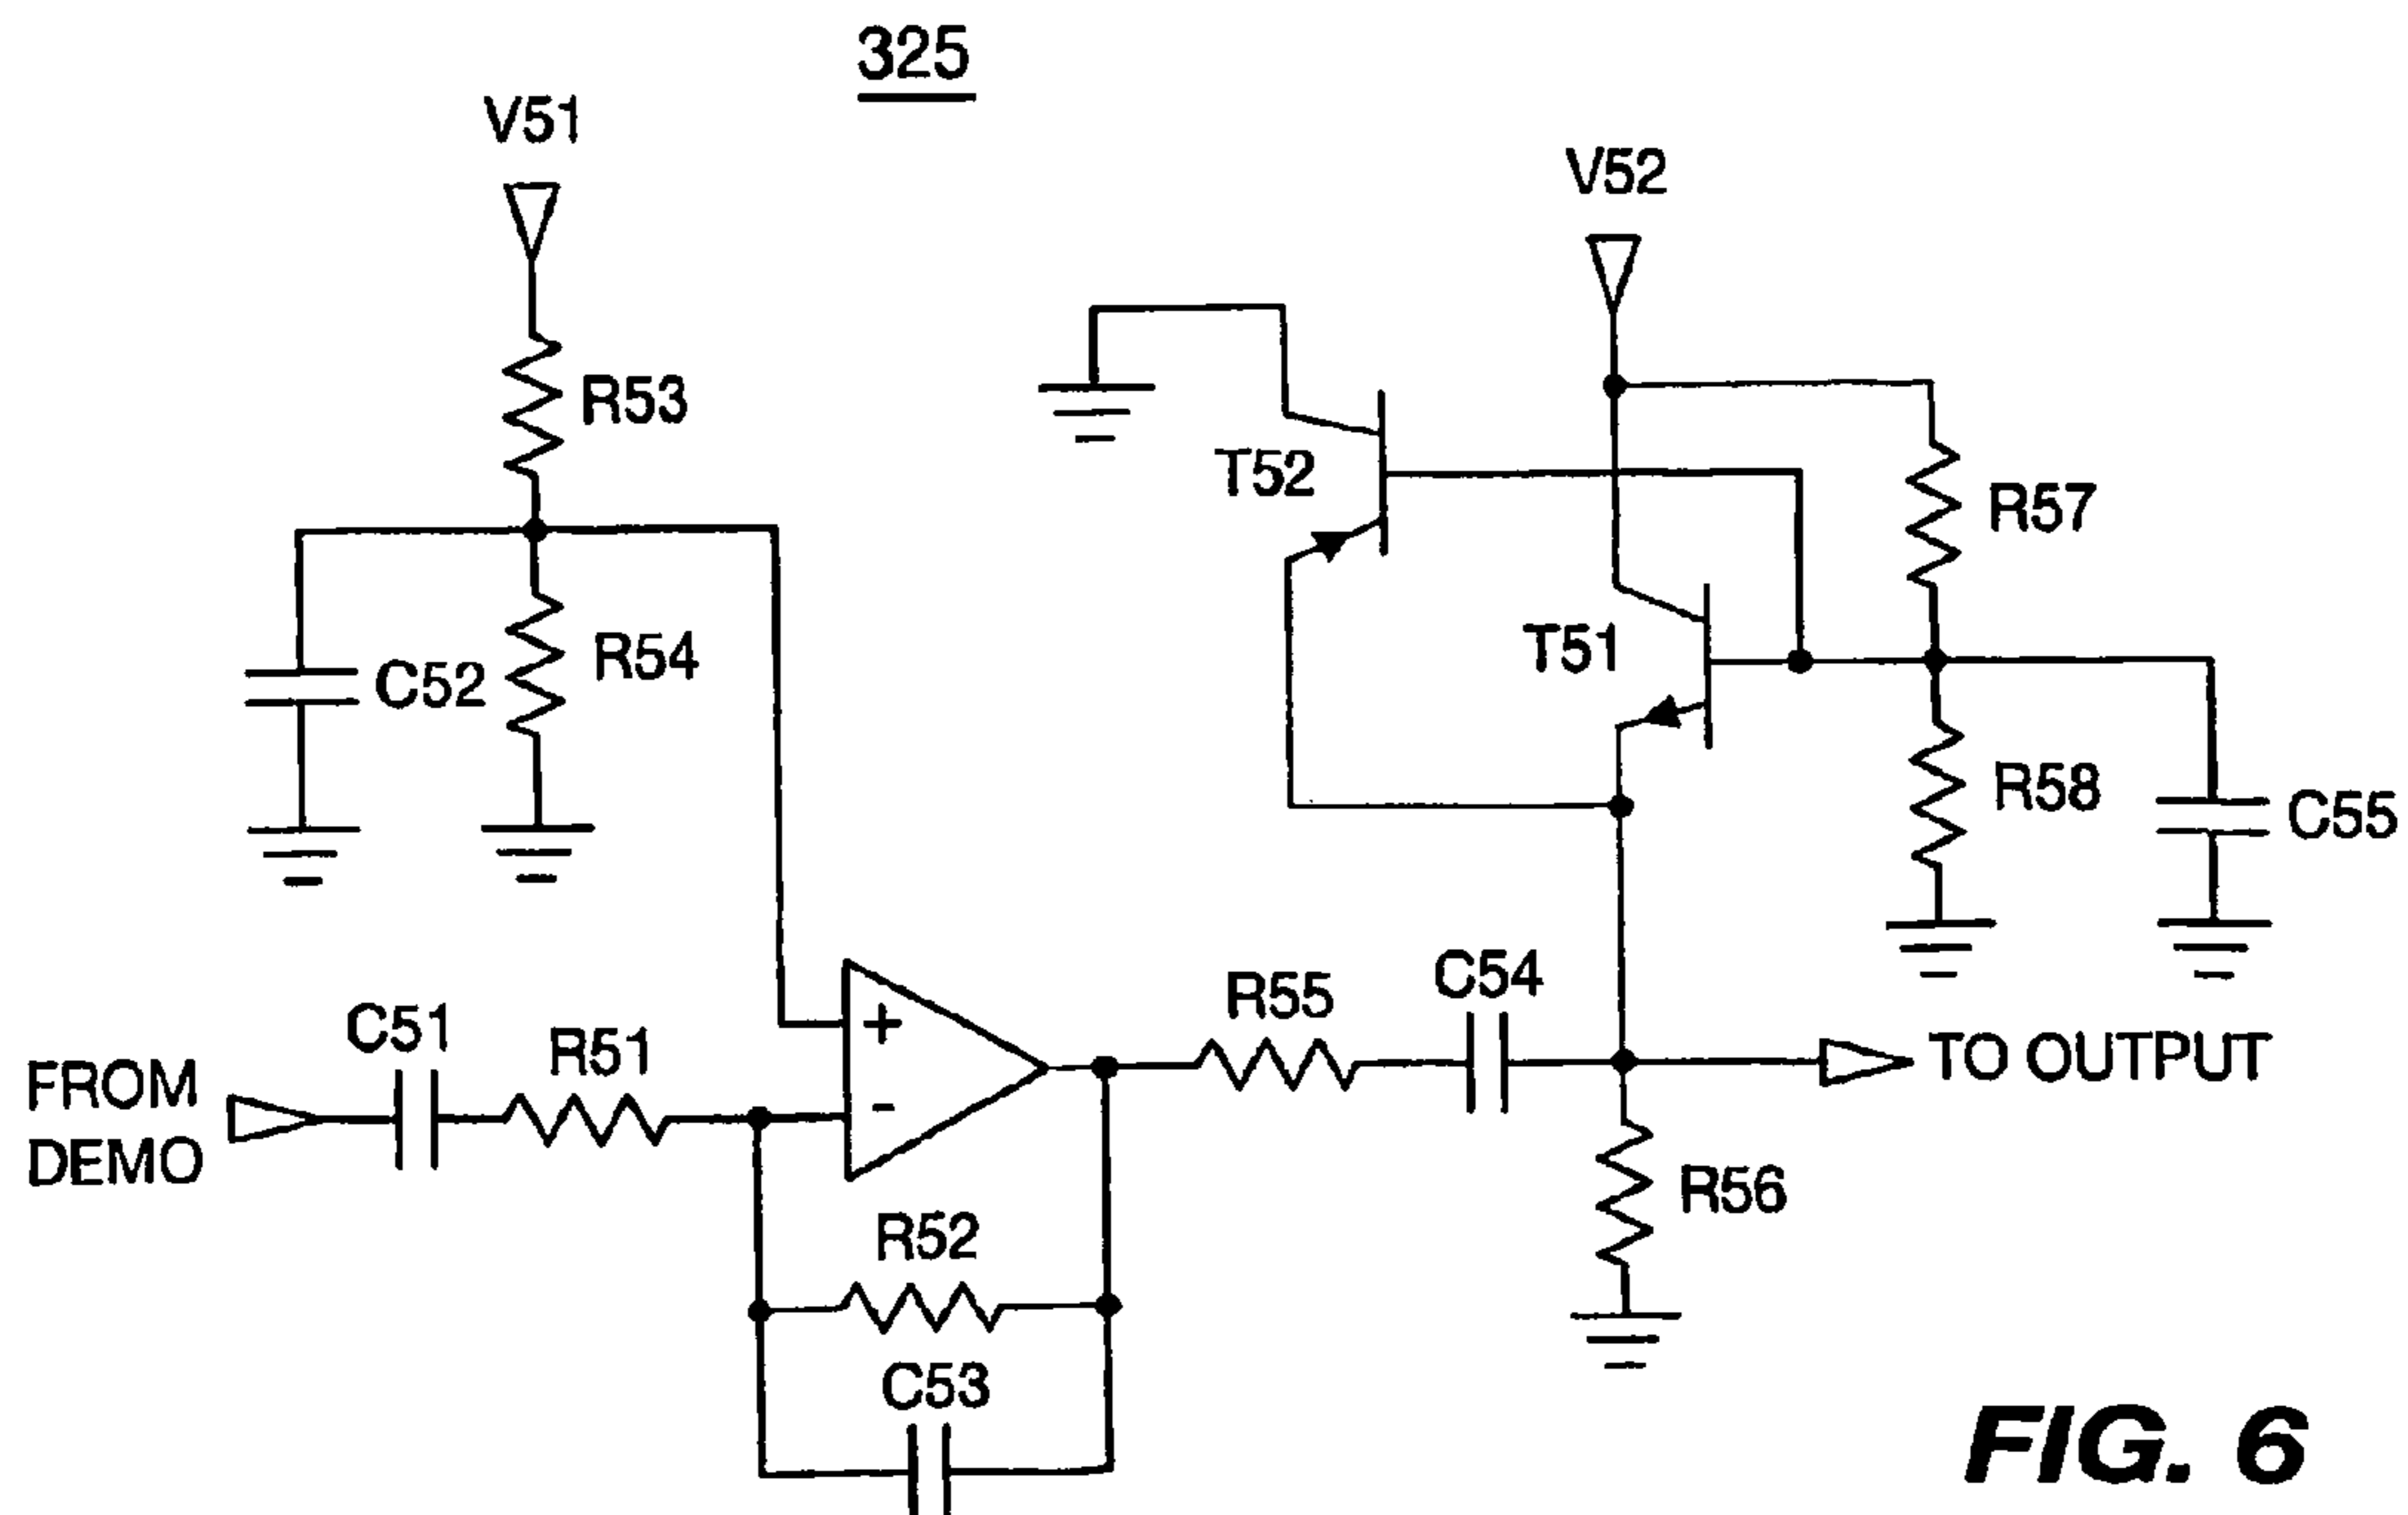 325
V51
V52
R53
T52
R57
R54
C52
T51
R58
C55
C54
R55
C51
R51
+
-
FROM
DEMO
TO OUTPUT
R56
R52
C53
FIG. 6